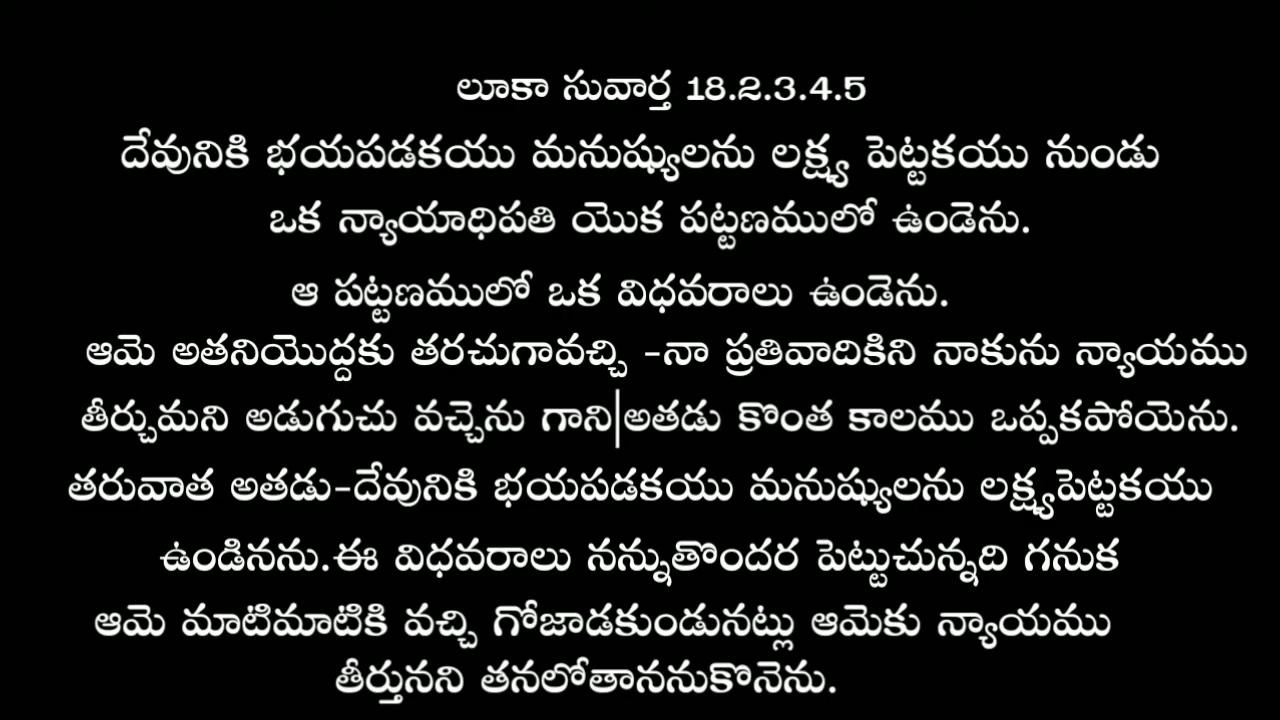 లూకా సువార్త 18.2.3.4.5
దేవునికి భయపడకయు మనుష్యులను లక్ష్య పెట్టకయు నుండు
ఒక న్యాయాధిపతి యొక పట్టణములో ఉండెను.
ఆ పట్టణములో ఒక విధవరాలు ఉండెను.
ఆమె అతనియొద్దకు తరచుగావచ్చి -నా ప్రతివాదికిని నాకును న్యాయము
తీర్చుమని అడుగుచు వచ్చెను గాని|అతడు కొంత కాలము ఒప్పకపోయెను.
తరువాత అతడు-దేవునికి భయపడకయు మనుష్యులను లక్ష్యపెట్టకయు
ఉండినను.ఈ విధవరాలు నన్నుతొందర పెట్టుచున్నది గనుక
ఆమె మాటిమాటికి వచ్చి గోజాడకుండునట్లు ఆమెకు న్యాయము
తీర్తునని తనలోతాననుకొనెను.